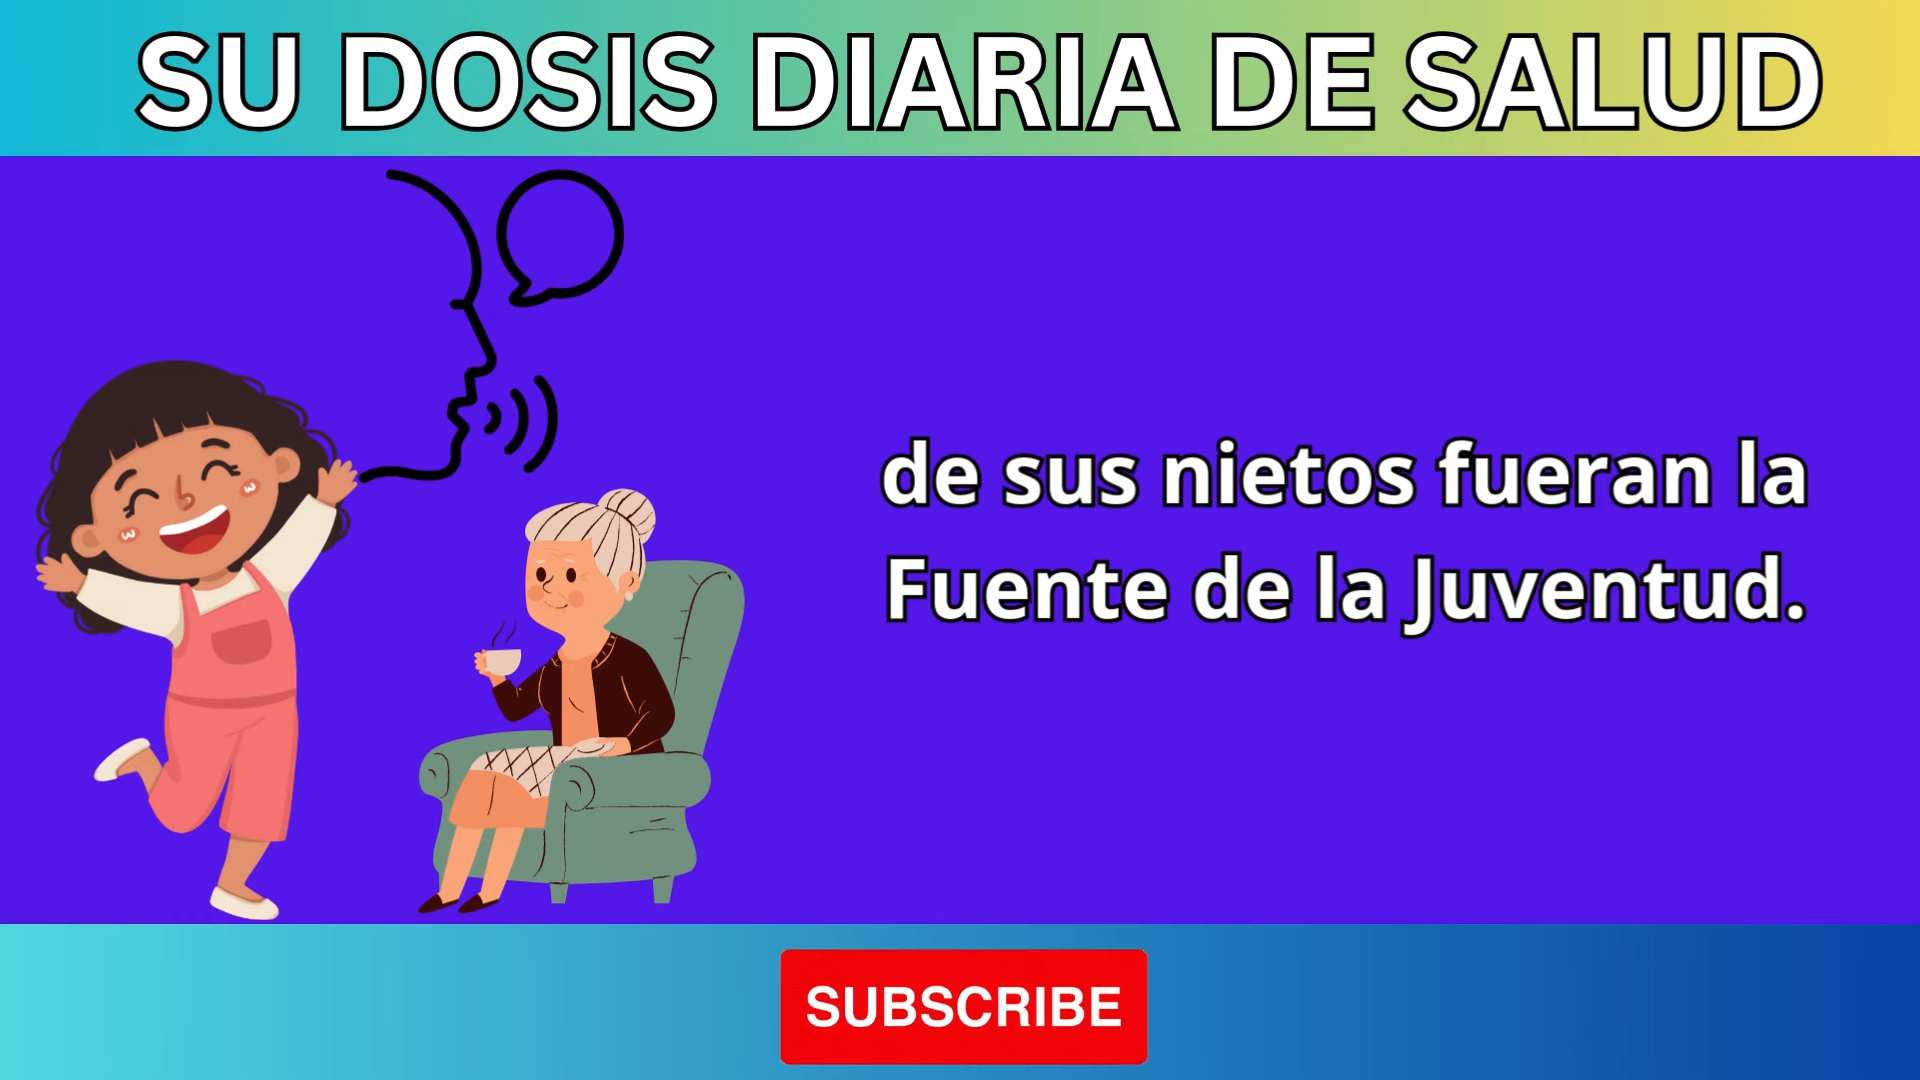 SU DOSIS DIARIA DE SALUD
de sus nietos fueran la
Fuente de la Juventud.
SUBSCRIBE